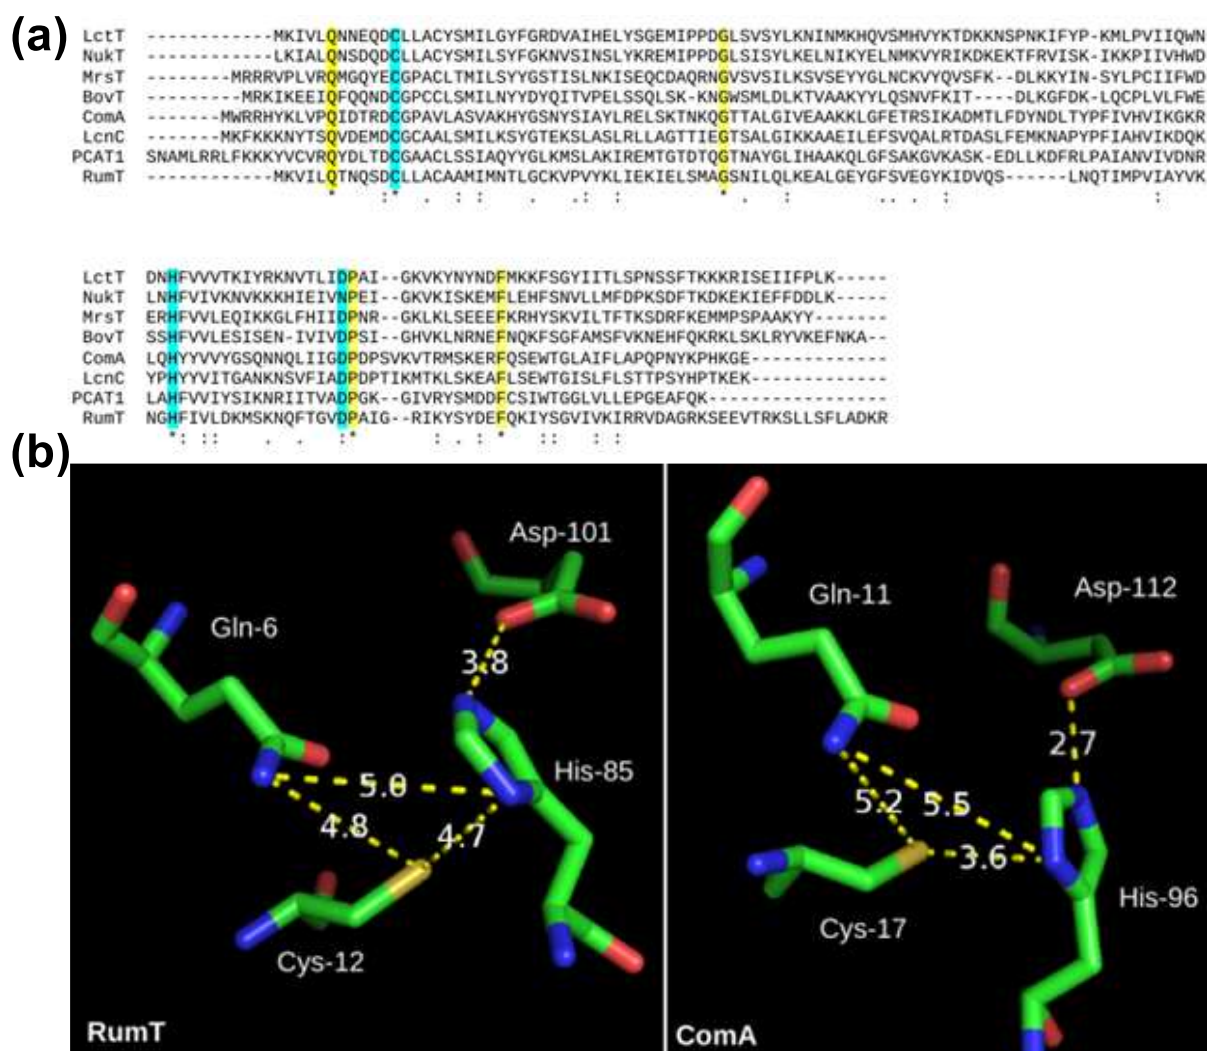 (a)
LctT ------------MKIVLQNNEQDCLLACYSMILGYFGRDVAIHELYSGEMIPPDGLSVSYLKNINMKHQVSMHVYKTDKKNSPNKIFYP-KMLPVIIQWN
NukT ------------LKIALQNSDQDCLLACYSMILSYFGKNVSINSLYKREMIPPDGLSISYLKELNIKYELNMKVYRIDKDEKTFRVISK-IKKPIIVHWD
MrsT --------MRRRVPLVRQMGQYECGPACLTMILSYYGSTISLNKISEQCDAQRNGVSVSILKSVSEYYGLNCKVYQVSFK--DLKKYIN-SYLPCIIFWD
BovT ---------MRKIKEEIQFQQNDCGPCCLSMILNYYDYQITVPELSSQLSK-KNGWSMLDLKTVAAKYYLQSNVFKIT----DLKGFDK-LQCPLVLFWE
ComA -------MWRRHYKLVPQIDTRDCGPAVLASVAKHYGSNYSIAYLRELSKTNKQGTTALGIVEAAKKLGFETRSIKADMTLFDYNDLTYPFIVHVIKGKR
LcnC -------MKFKKKNYTSQVDEMDCGCAALSMILKSYGTEKSLASLRLLAGTTIEGTSALGIKKAAEILEFSVQALRTDASLFEMKNAPYPFIAHVIKDQK
PCAT1 SNAMLRRLFKKKYVCVRQYDLTDCGAACLSSIAQYYGLKMSLAKIREMTGTDTQGTNAYGLIHAAKQLGFSAKGVKASK-EDLLKDFRLPAIANVIVDNR
RumT ------------MKVILQTNQSDCLLACAAMIMNTLGCKVPVYKLIEKIELSMAGSNILQLKEALGEYGFSVEGYKIDVQS------LNQTIMPVIAYVK
* :* . : : . .: : * . : .. . : :
LctT DNHFVVVTKIYRKNVTLIDPAI--GKVKYNYNDFMKKFSGYIITLSPNSSFTKKKRISEIIFPLK-----
NukT LNHFVIVKNVKKKHIEIVNPEI--GKVKISKEMFLEHFSNVLLMFDPKSDFTKDKEKIEFFDDLK-----
MrsT ERHFVVLEQIKKGLFHIIDPNR--GKLKLSEEEFKRHYSKVILTFTKSDRFKEMMPSPAAKYY-------
BovT SSHFVVLESISEN-IVIVDPSI--GHVKLNRNEFNQKFSGFAMSFVKNEHFQKRKLSKLRYVKEFNKA--
ComA LQHYYVVYGSQNNQLIIGDPDPSVKVTRMSKERFQSEWTGLAIFLAPQPNYKPHKGE-------------
LcnC YPHYYVITGANKNSVFIADPDPTIKMTKLSKEAFLSEWTGISLFLSTTPSYHPTKEK-------------
PCAT1 LAHFVVIYSIKNRIITVADPGK--GIVRYSMDDFCSIWTGGLVLLEPGEAFQK-----------------
RumT NGHFIVLDKMSKNQFTGVDPAIG--RIKYSYDEFQKIYSGVIVKIRRVDAGRKSEEVTRKSLLSFLADKR
*: :: . . :* : . : * :: : :
(b)
Asp-101
Gln-6
3.8
5.0
His-85
4.8
4.7
Cys-12
RumT
Gln-11
Asp-112
2.7
5.2
5.5
3.6
His-96
Cys-17
ComA